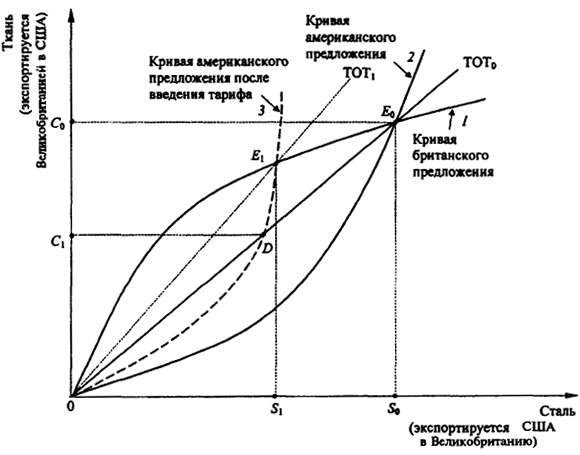 Ткань
(экспортируется
Великобританией в США)
Кривая американского
предложения после
введения тарифа
3
Кривая
американского
предложения
2
TOT₁
TOT₀
C₀
E₀
1
Кривая
британского
предложения
E₁
C₁
D
0
S₁
S₀
Сталь
(экспортируется США
в Великобританию)